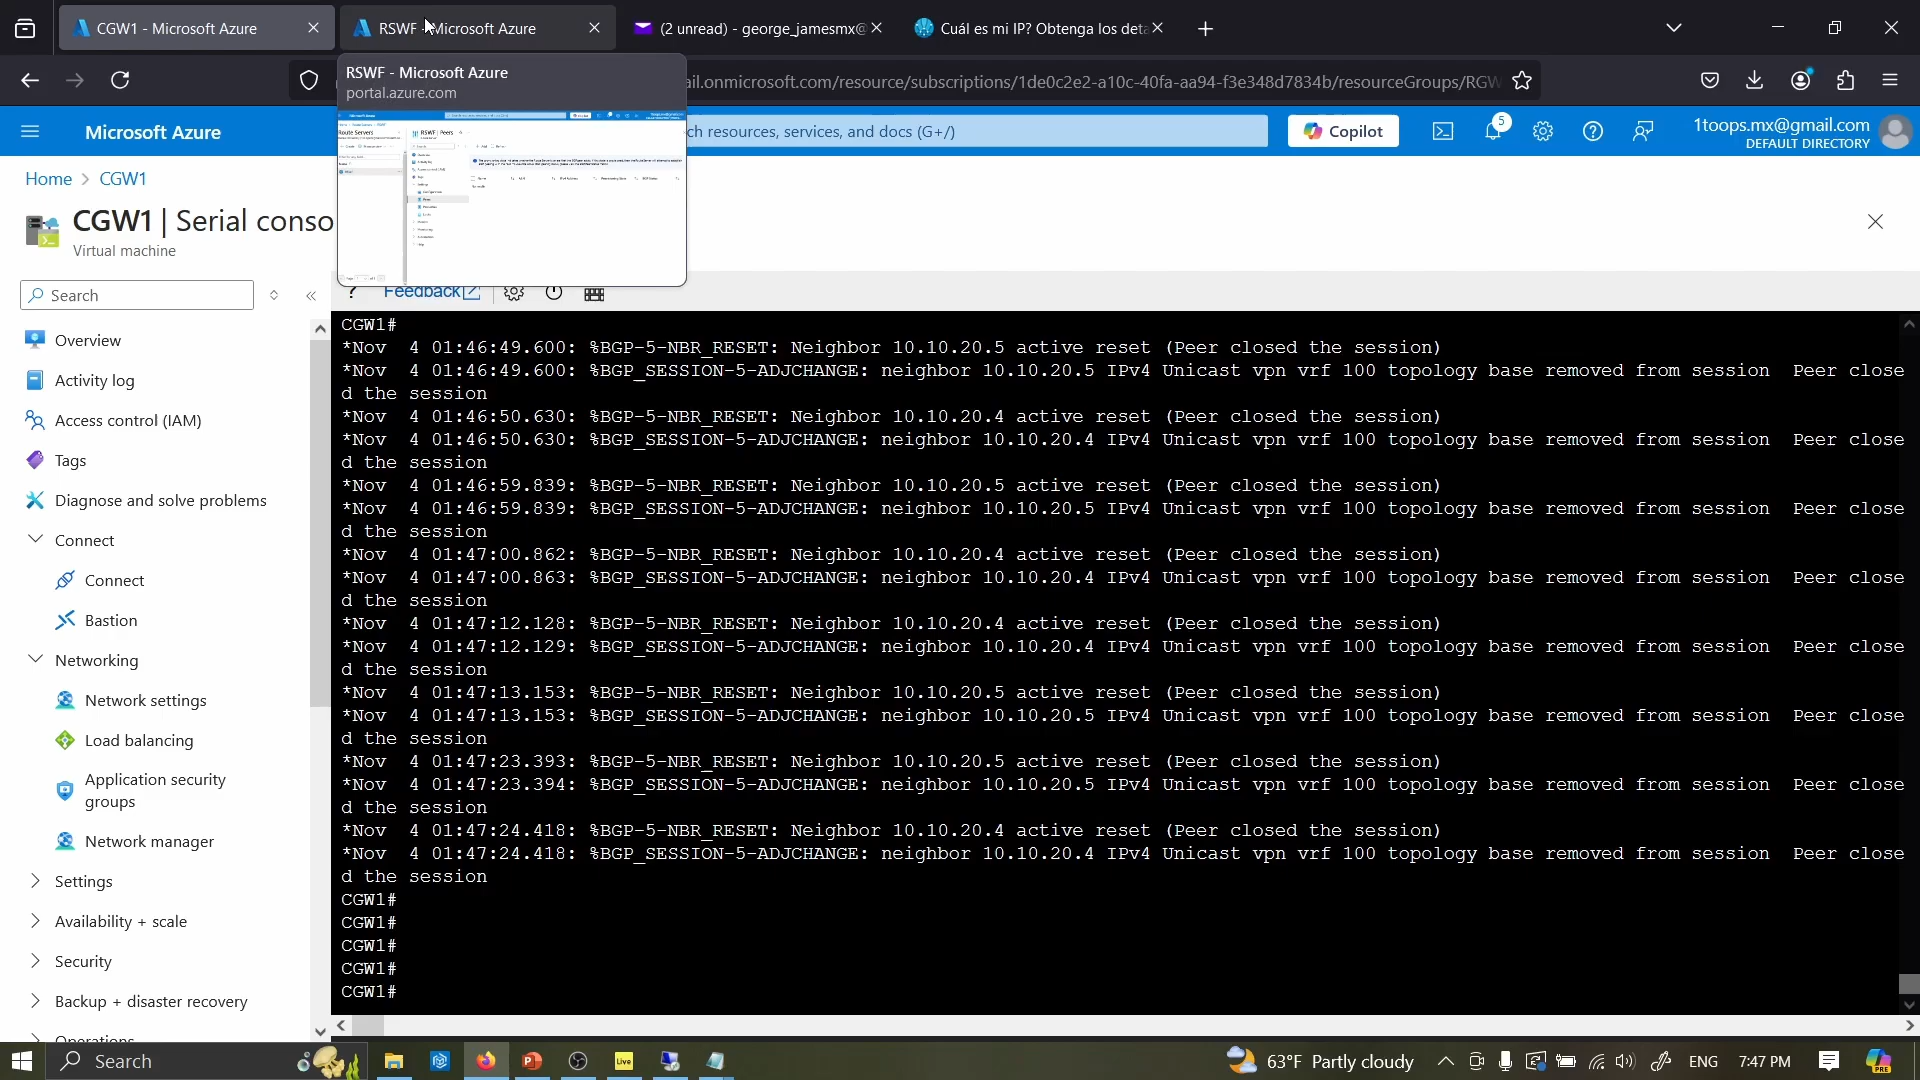 CGW1 - Microsoft Azure
RSWF - Microsoft Azure
(2 unread) - george_jamesmx@
Cuál es mi IP? Obtenga los deta
RSWF - Microsoft Azure
portal.azure.com
ail.onmicrosoft.com/resource/subscriptions/1de0c2e2-a10c-40fa-aa94-f3e348d7834b/resourceGroups/RGW
Microsoft Azure
ch resources, services, and docs (G+/)
Copilot
5
1toops.mx@gmail.com
DEFAULT DIRECTORY
Home > CGW1
CGW1 | Serial conso
Virtual machine
Search
? Feedback
Overview
Activity log
Access control (IAM)
Tags
Diagnose and solve problems
Connect
Connect
Bastion
Networking
Network settings
Load balancing
Application security
groups
Network manager
Settings
Availability + scale
Security
Backup + disaster recovery
Operations
CGW1#
*Nov  4 01:46:49.600: %BGP-5-NBR_RESET: Neighbor 10.10.20.5 active reset (Peer closed the session)
*Nov  4 01:46:49.600: %BGP_SESSION-5-ADJCHANGE: neighbor 10.10.20.5 IPv4 Unicast vpn vrf 100 topology base removed from session  Peer close
d the session
*Nov  4 01:46:50.630: %BGP-5-NBR_RESET: Neighbor 10.10.20.4 active reset (Peer closed the session)
*Nov  4 01:46:50.630: %BGP_SESSION-5-ADJCHANGE: neighbor 10.10.20.4 IPv4 Unicast vpn vrf 100 topology base removed from session  Peer close
d the session
*Nov  4 01:46:59.839: %BGP-5-NBR_RESET: Neighbor 10.10.20.5 active reset (Peer closed the session)
*Nov  4 01:46:59.839: %BGP_SESSION-5-ADJCHANGE: neighbor 10.10.20.5 IPv4 Unicast vpn vrf 100 topology base removed from session  Peer close
d the session
*Nov  4 01:47:00.862: %BGP-5-NBR_RESET: Neighbor 10.10.20.4 active reset (Peer closed the session)
*Nov  4 01:47:00.863: %BGP_SESSION-5-ADJCHANGE: neighbor 10.10.20.4 IPv4 Unicast vpn vrf 100 topology base removed from session  Peer close
d the session
*Nov  4 01:47:12.128: %BGP-5-NBR_RESET: Neighbor 10.10.20.4 active reset (Peer closed the session)
*Nov  4 01:47:12.129: %BGP_SESSION-5-ADJCHANGE: neighbor 10.10.20.4 IPv4 Unicast vpn vrf 100 topology base removed from session  Peer close
d the session
*Nov  4 01:47:13.153: %BGP-5-NBR_RESET: Neighbor 10.10.20.5 active reset (Peer closed the session)
*Nov  4 01:47:13.153: %BGP_SESSION-5-ADJCHANGE: neighbor 10.10.20.5 IPv4 Unicast vpn vrf 100 topology base removed from session  Peer close
d the session
*Nov  4 01:47:23.393: %BGP-5-NBR_RESET: Neighbor 10.10.20.5 active reset (Peer closed the session)
*Nov  4 01:47:23.394: %BGP_SESSION-5-ADJCHANGE: neighbor 10.10.20.5 IPv4 Unicast vpn vrf 100 topology base removed from session  Peer close
d the session
*Nov  4 01:47:24.418: %BGP-5-NBR_RESET: Neighbor 10.10.20.4 active reset (Peer closed the session)
*Nov  4 01:47:24.418: %BGP_SESSION-5-ADJCHANGE: neighbor 10.10.20.4 IPv4 Unicast vpn vrf 100 topology base removed from session  Peer close
d the session
CGW1#
CGW1#
CGW1#
CGW1#
CGW1#
Search
Live
63°F Partly cloudy
ENG
7:47 PM
PRE